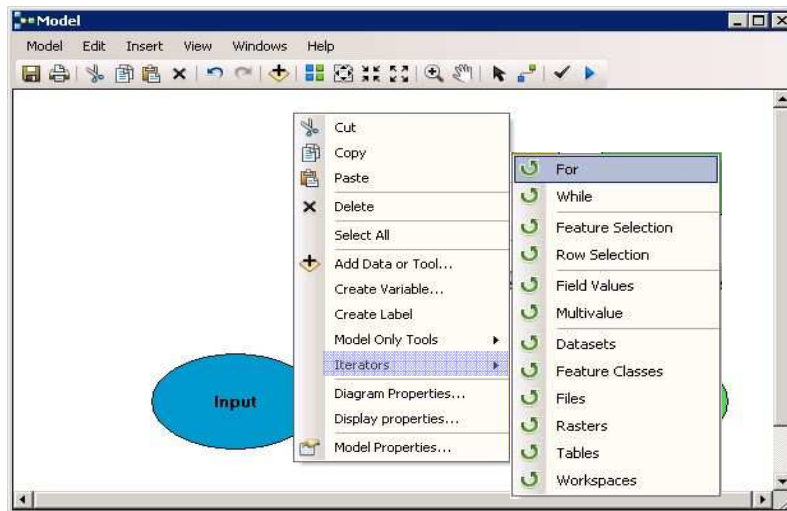 Model
Model Edit Insert View Windows Help
Cut
Copy
Paste
Delete
Select All
Add Data or Tool...
Create Variable...
Create Label
Model Only Tools
Iterators
Diagram Properties...
Display properties...
Model Properties...
For
While
Feature Selection
Row Selection
Field Values
Multivalue
Datasets
Feature Classes
Files
Rasters
Tables
Workspaces
Input